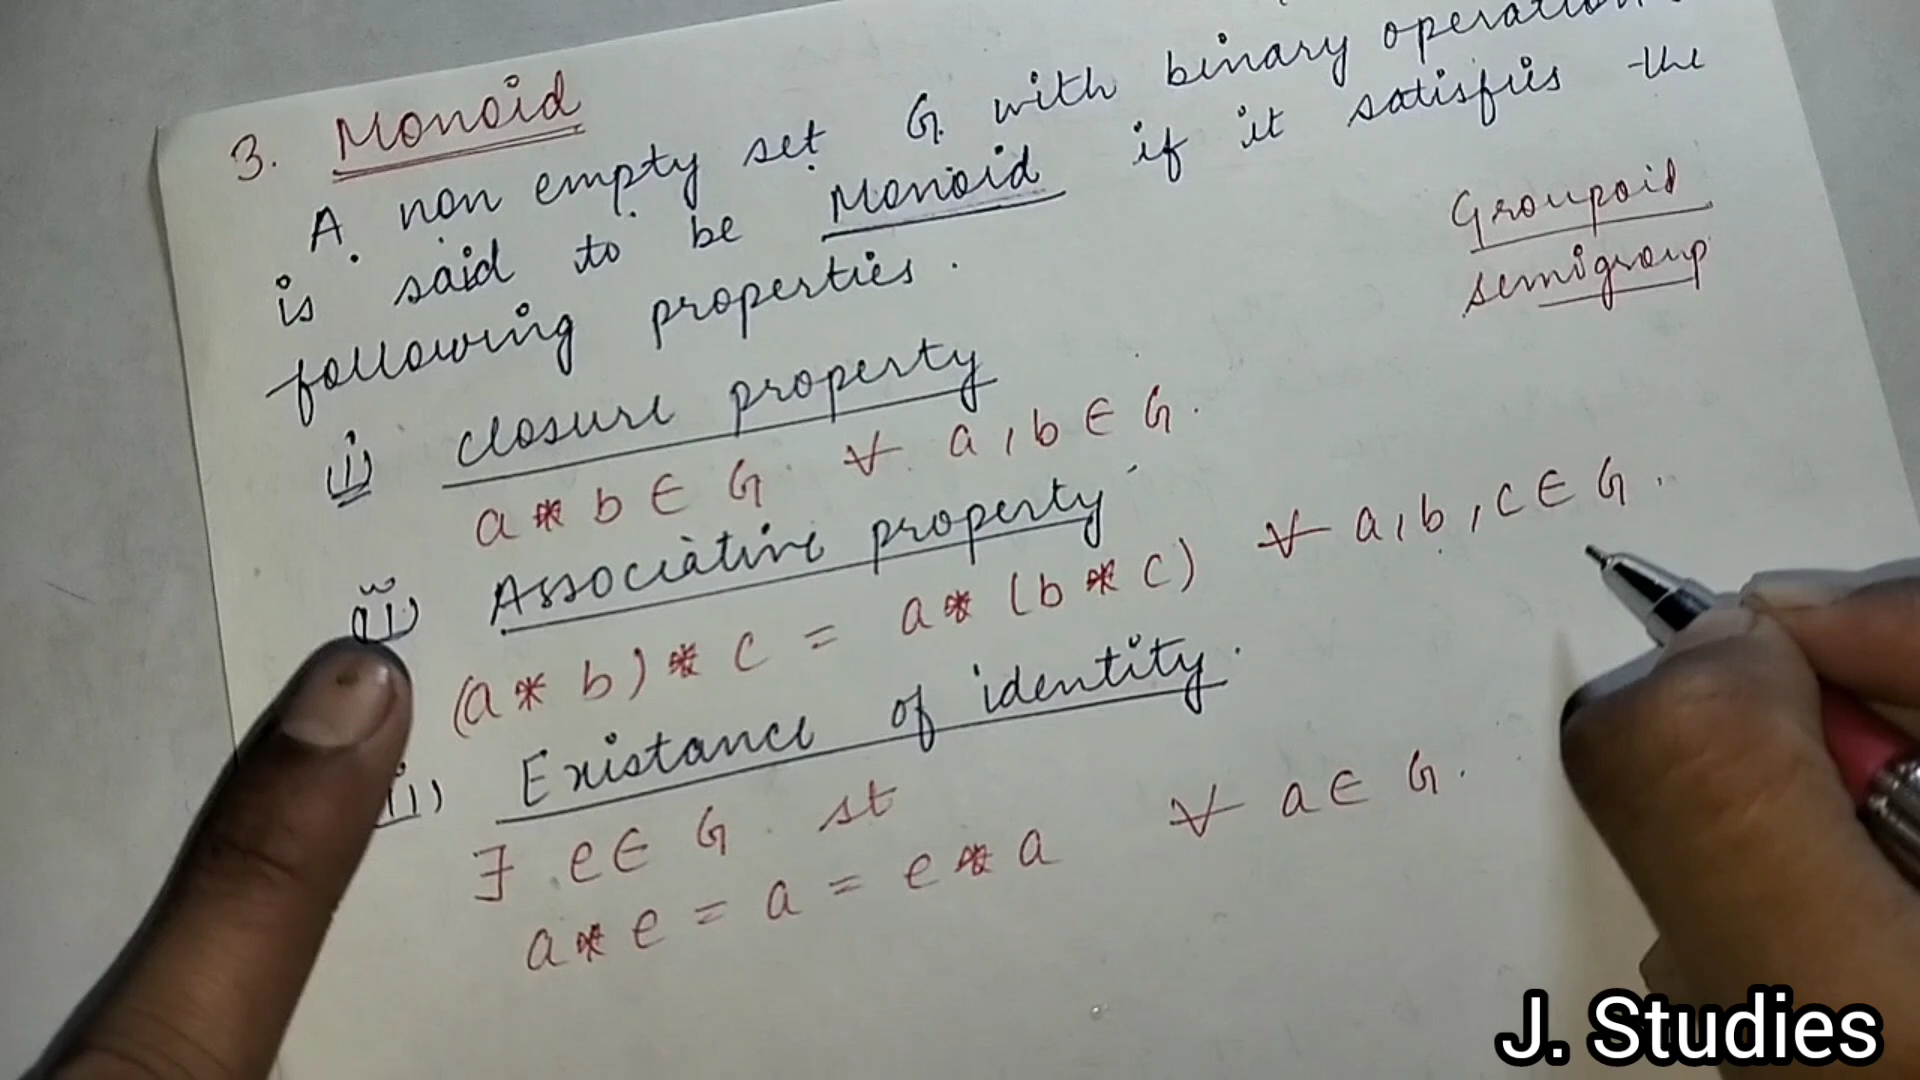 3. Monoid
A non empty set G with binary operation
is said to be Monoid if it satisfies the
following properties.
Groupoid
semigroup
(i) closure property
a * b ∈ G ∀ a, b ∈ G.
(ii) Associative property
(a * b) * c = a * (b * c) ∀ a, b, c ∈ G.
Existance of identity.
∃ e ∈ G st
a * e = a = e * a ∀ a ∈ G.
J. Studies